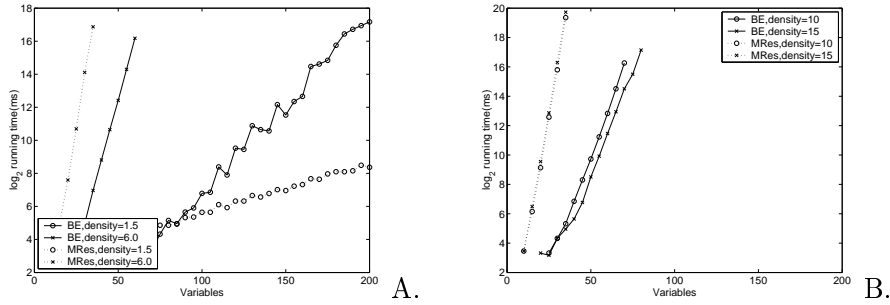 18
16
14
12
10
8
6
4
2
log2 running time(ms)
BE,density=1.5
BE,density=6.0
MRes,density=1.5
MRes,density=6.0
0 50 100 150 200
Variables
A.
20
18
16
14
12
10
8
6
4
2
log2 running time(ms)
BE,density=10
BE,density=15
MRes,density=10
MRes,density=15
0 50 100 150 200
Variables
B.